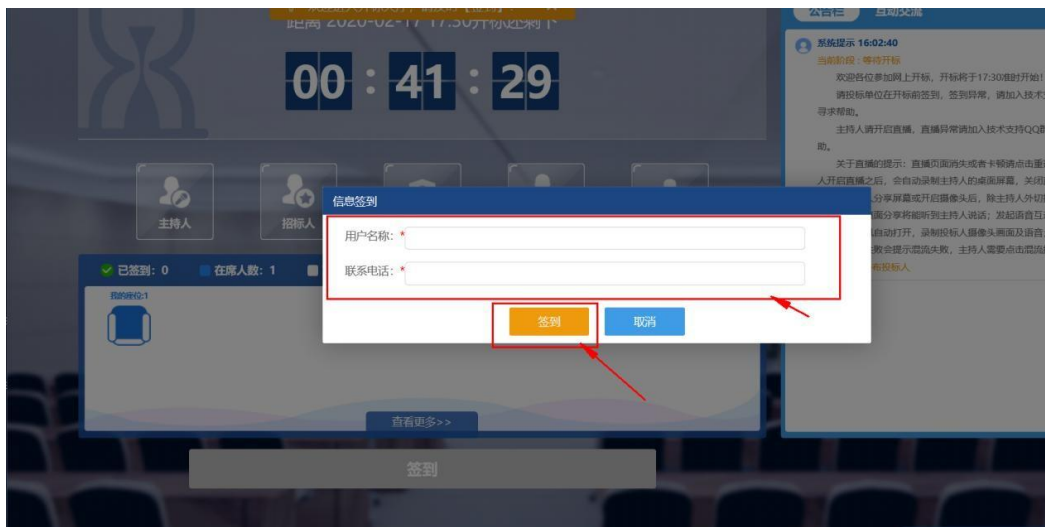 距离 2020-02-17 17:30开标还剩下
00 : 41 : 29
主持人
招标人
已签到：0
在席人数：1
我的座位:1
查看更多>>
签到
信息签到
用户名称：*
联系电话：*
签到
取消
公告栏
互动交流
系统提示 16:02:40
当前阶段：等待开标
欢迎各位参加网上开标，开标将于17:30准时开始！
请投标单位在开标前签到，签到异常，请加入技术
寻求帮助。
主持人请开启直播，直播异常请加入技术支持QQ群
助。
关于直播的提示：直播页面消失或者卡顿请点击重
人开启直播之后，会自动录制主持人的桌面屏幕，关闭
分享屏幕或开启摄像头后，除主持人外切
面分享将能听到主持人说话；发起语音互
自动打开，录制投标人摄像头画面及语音
败会提示混流失败，主持人需要点击混流
布投标人